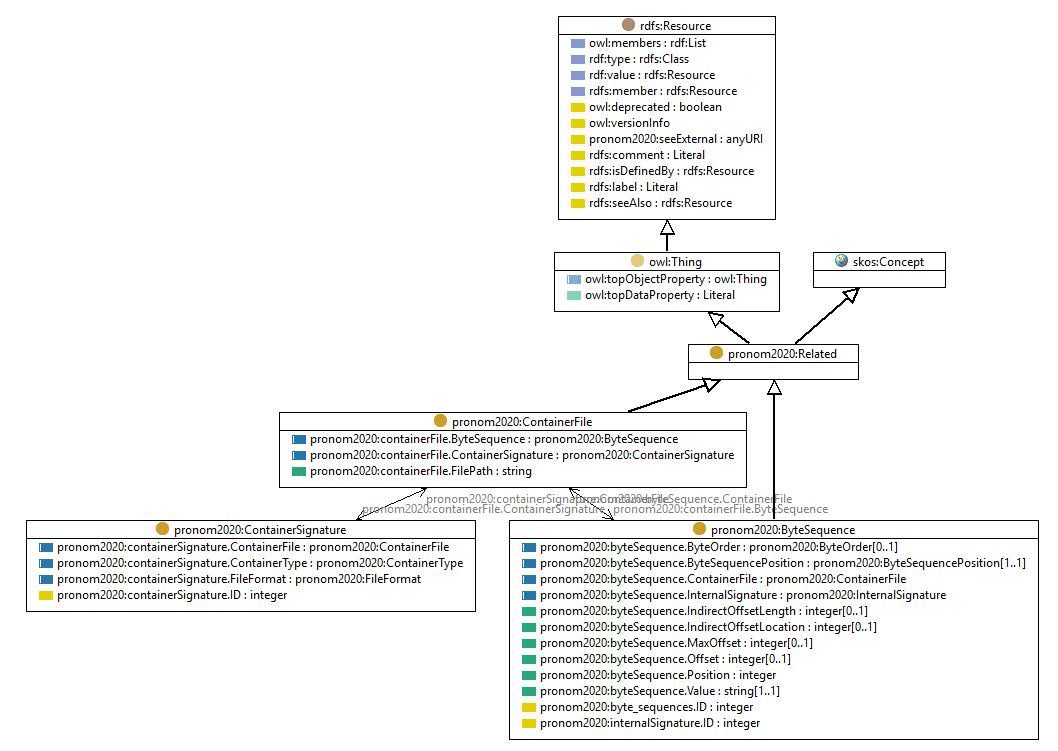 rdfs:Resource
owl:members : rdf:List
rdf:type : rdfs:Class
rdf:value : rdfs:Resource
rdfs:member : rdfs:Resource
owl:deprecated : boolean
owl:versionInfo
pronom2020:seeExternal : anyURI
rdfs:comment : Literal
rdfs:isDefinedBy : rdfs:Resource
rdfs:label : Literal
rdfs:seeAlso : rdfs:Resource
owl:Thing
owl:topObjectProperty : owl:Thing
owl:topDataProperty : Literal
skos:Concept
pronom2020:Related
pronom2020:ContainerFile
pronom2020:containerFile.ByteSequence : pronom2020:ByteSequence
pronom2020:containerFile.ContainerSignature : pronom2020:ContainerSignature
pronom2020:containerFile.FilePath : string
pronom2020:containerSignature.ContainerFile
pronom2020:byteSequence.ContainerFile
pronom2020:containerFile.ContainerSignature
pronom2020:containerFile.ByteSequence
pronom2020:ContainerSignature
pronom2020:containerSignature.ContainerFile : pronom2020:ContainerFile
pronom2020:containerSignature.ContainerType : pronom2020:ContainerType
pronom2020:containerSignature.FileFormat : pronom2020:FileFormat
pronom2020:containerSignature.ID : integer
pronom2020:ByteSequence
pronom2020:byteSequence.ByteOrder : pronom2020:ByteOrder[0..1]
pronom2020:byteSequence.ByteSequencePosition : pronom2020:ByteSequencePosition[1..1]
pronom2020:byteSequence.ContainerFile : pronom2020:ContainerFile
pronom2020:byteSequence.InternalSignature : pronom2020:InternalSignature
pronom2020:byteSequence.IndirectOffsetLength : integer[0..1]
pronom2020:byteSequence.IndirectOffsetLocation : integer[0..1]
pronom2020:byteSequence.MaxOffset : integer[0..1]
pronom2020:byteSequence.Offset : integer[0..1]
pronom2020:byteSequence.Position : integer
pronom2020:byteSequence.Value : string[1..1]
pronom2020:byte_sequences.ID : integer
pronom2020:internalSignature.ID : integer